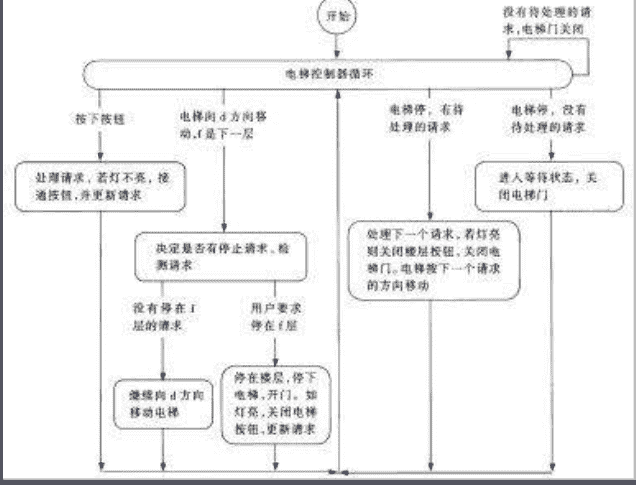 开始
没有待处理的请
求,电梯门关闭
电梯控制器循环
按下按钮
电梯向d方向移
动,f是下一层
电梯停，有待
处理的请求
电梯停，没有
待处理的请求
处理请求，若灯不亮，接
通按钮,并更新请求
进入等待状态，关
闭电梯门
决定是否有停止请求、检
测请求
处理下一个请求,若灯亮
则关闭楼层按钮,关闭电
梯门。电梯按下一个请求
的方向移动
没有停在f
层的请求
用户要求
停在f层
继续向d方向
移动电梯
停在楼层,停下
电梯,开门。如
灯亮,关闭电梯
按钮,更新请求